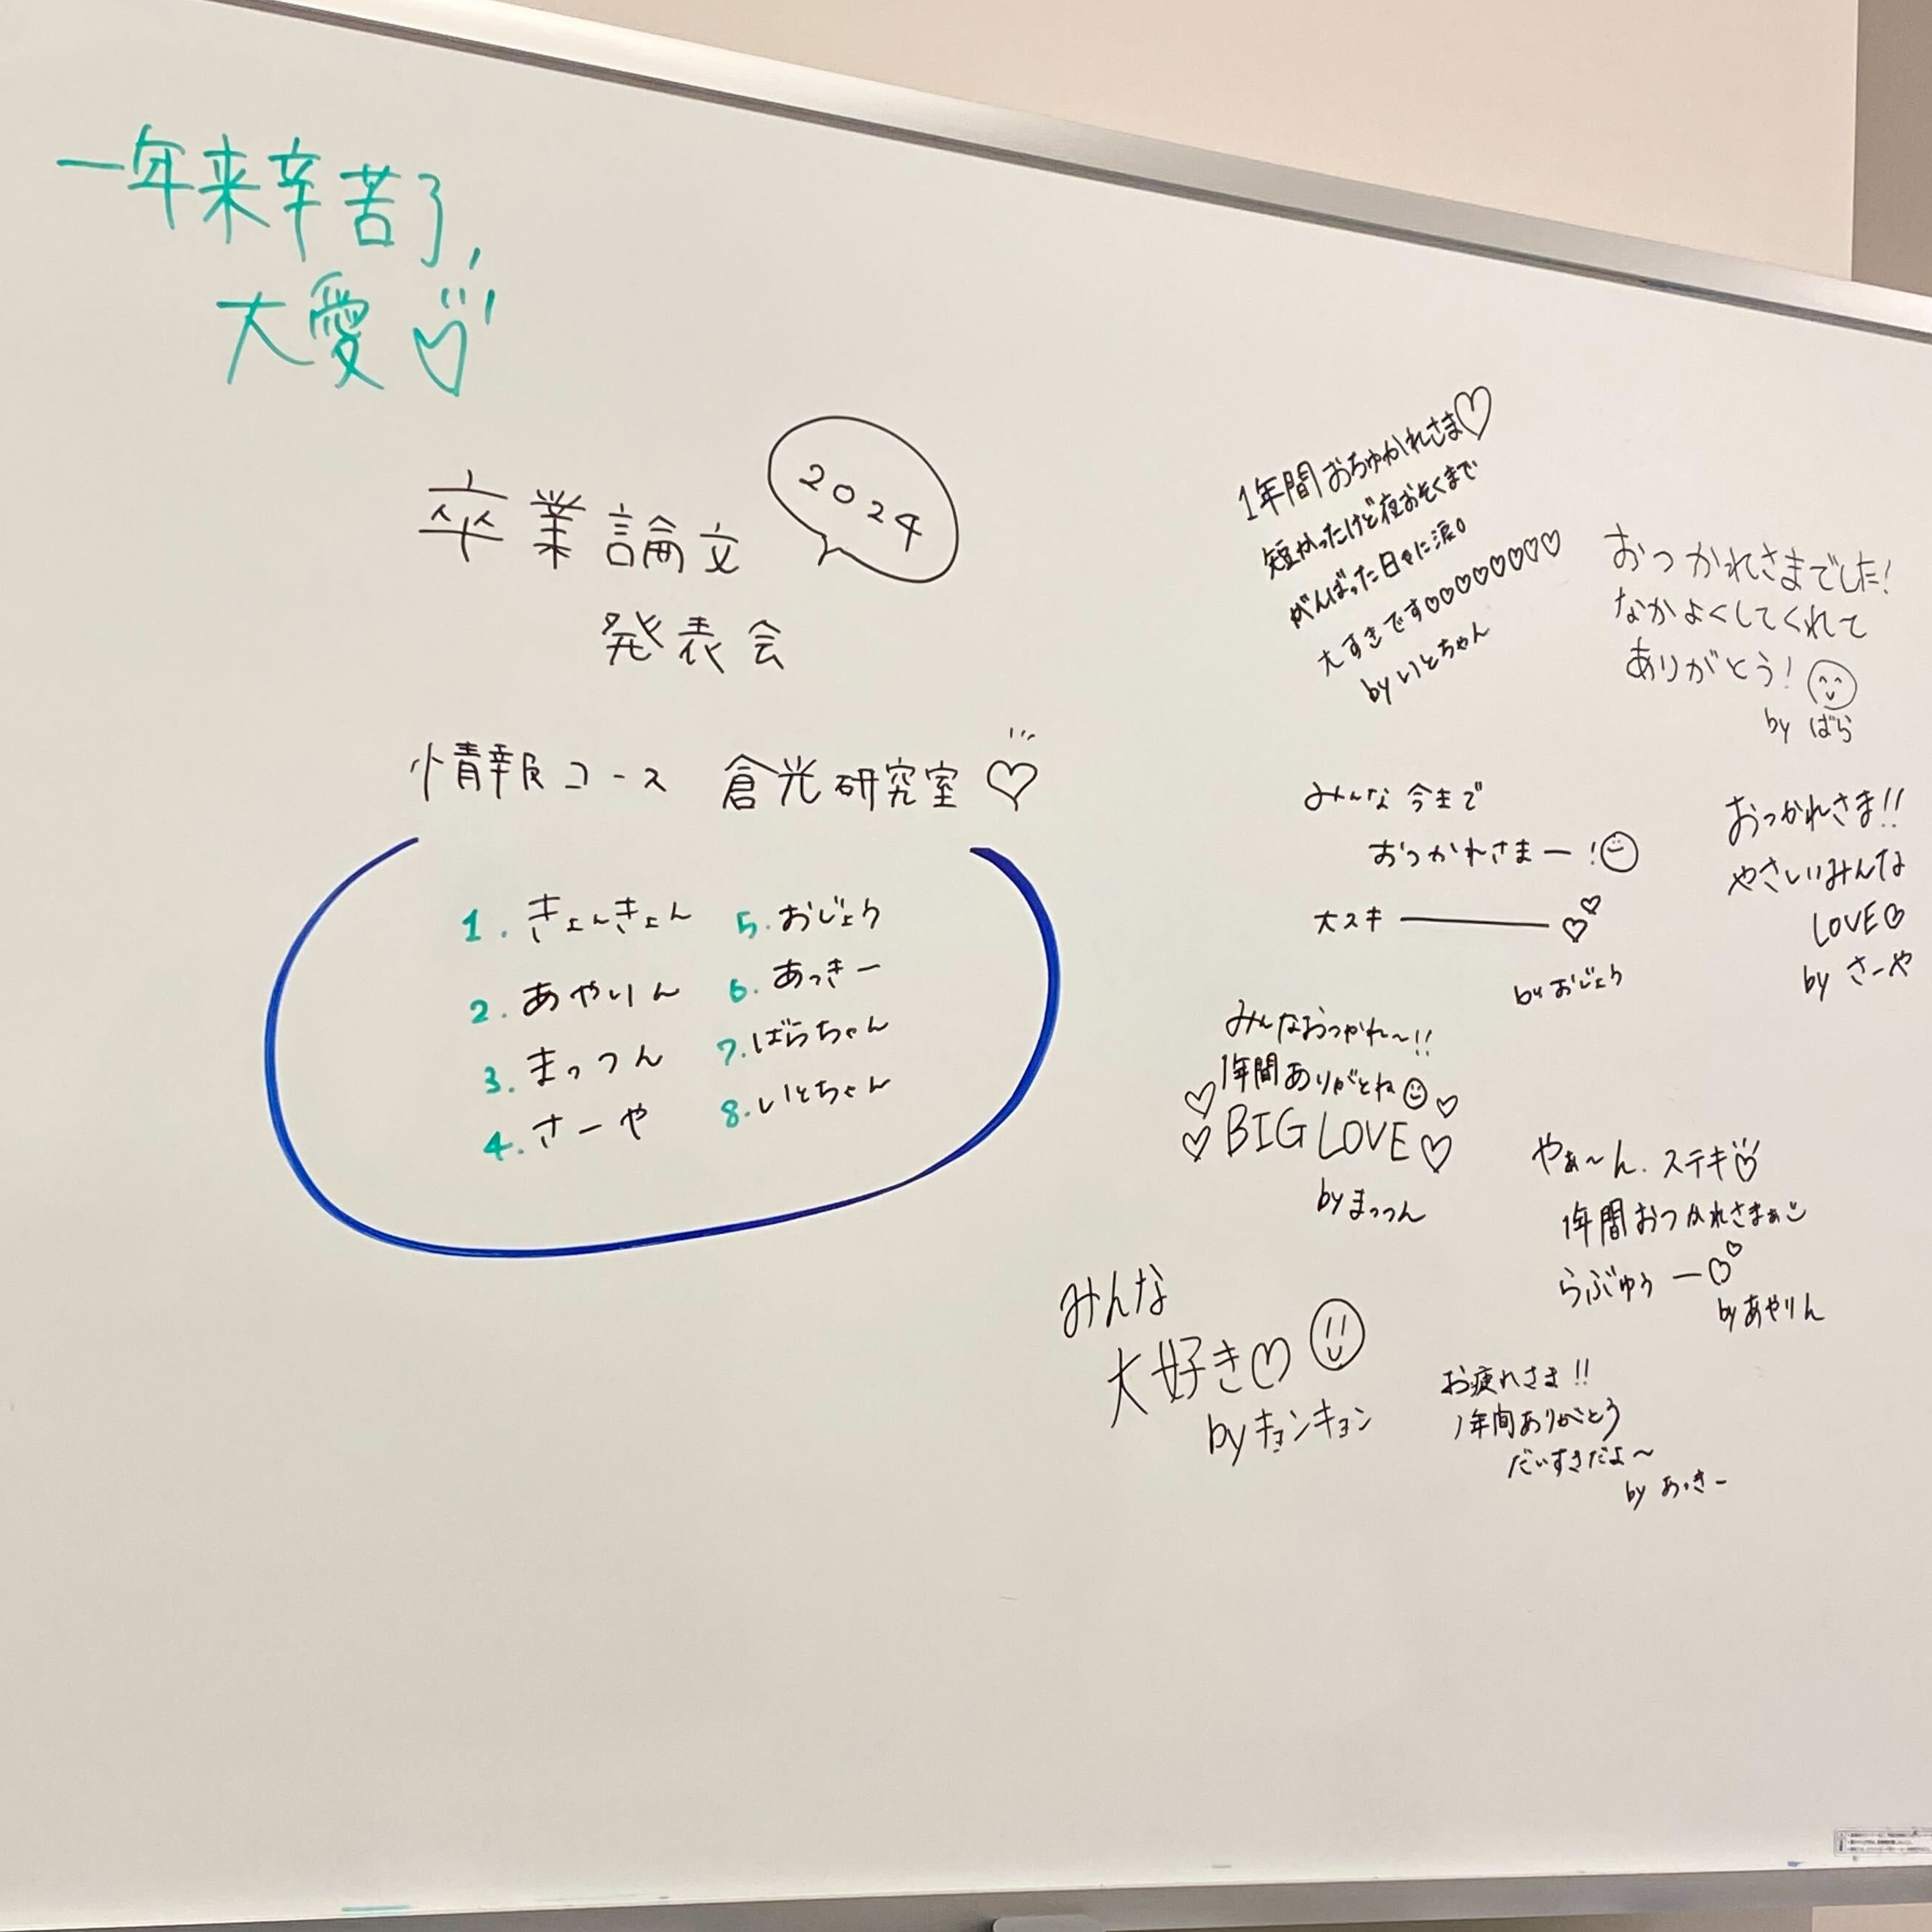 一年来辛苦了,
大愛♡
2024
卒業論文
発表会
情報コース 倉光研究室♡
1. きょんきょん
2. あやりん
3. まっつん
4. さーや
5. おじょう
6. あっきー
7. ばらちゃん
8. いとちゃん
1年間おちゅかれさま♡
短かったけど夜おそくまで
がんばった日々に涙。
大すきです♡♡♡♡♡♡♡♡♡
by いとちゃん
おつかれさまでした!
なかよくしてくれて
ありがとう!
by ばら
みんな 今まで
おつかれさまー!
大スキ――♡♡
by おじょう
おつかれさま!!
やさしいみんな
LOVE♡
by さーや
みんなおつかれ〜!!
1年間ありがとね
♡BIG LOVE♡
by まっつん
やぁ〜ん. ステキ♡
1年間おつかれさまぁ
らぶゅぅー♡♡
by あやりん
みんな
大好き♡
by キョンキョン
お疲れさま!!
1年間ありがとう
だいすきだよ〜
by あっきー